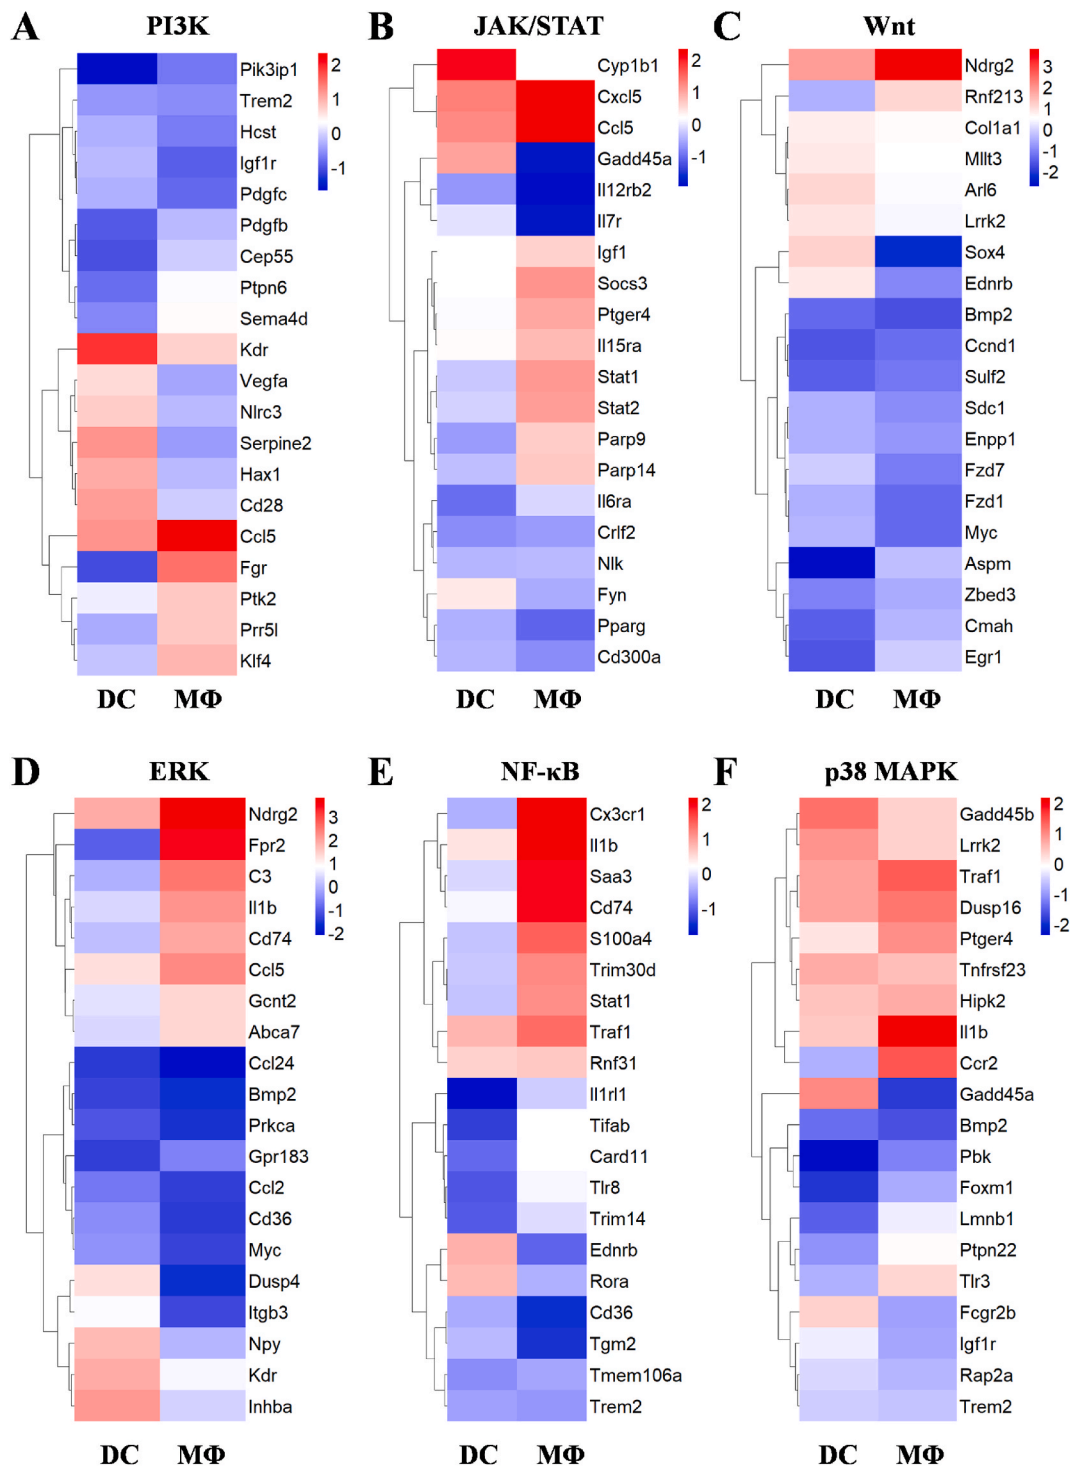 A PI3K
2
1
0
-1
Pik3ip1
Trem2
Hcst
Igf1r
Pdgfc
Pdgfb
Cep55
Ptpn6
Sema4d
Kdr
Vegfa
Nlrc3
Serpine2
Hax1
Cd28
Ccl5
Fgr
Ptk2
Prr5l
Klf4
DC MΦ
B JAK/STAT
2
1
0
-1
Cyp1b1
Cxcl5
Ccl5
Gadd45a
Il12rb2
Il7r
Igf1
Socs3
Ptger4
Il15ra
Stat1
Stat2
Parp9
Parp14
Il6ra
Crlf2
Nlk
Fyn
Pparg
Cd300a
DC MΦ
C Wnt
3
2
1
0
-1
-2
Ndrg2
Rnf213
Col1a1
Mllt3
Arl6
Lrrk2
Sox4
Ednrb
Bmp2
Ccnd1
Sulf2
Sdc1
Enpp1
Fzd7
Fzd1
Myc
Aspm
Zbed3
Cmah
Egr1
DC MΦ
D ERK
3
2
1
0
-1
-2
Ndrg2
Fpr2
C3
Il1b
Cd74
Ccl5
Gcnt2
Abca7
Ccl24
Bmp2
Prkca
Gpr183
Ccl2
Cd36
Myc
Dusp4
Itgb3
Npy
Kdr
Inhba
DC MΦ
E NF-κB
2
1
0
-1
Cx3cr1
Il1b
Saa3
Cd74
S100a4
Trim30d
Stat1
Traf1
Rnf31
Il1rl1
Tifab
Card11
Tlr8
Trim14
Ednrb
Rora
Cd36
Tgm2
Tmem106a
Trem2
DC MΦ
F p38 MAPK
2
1
0
-1
-2
Gadd45b
Lrrk2
Traf1
Dusp16
Ptger4
Tnfrsf23
Hipk2
Il1b
Ccr2
Gadd45a
Bmp2
Pbk
Foxm1
Lmnb1
Ptpn22
Tlr3
Fcgr2b
Igf1r
Rap2a
Trem2
DC MΦ